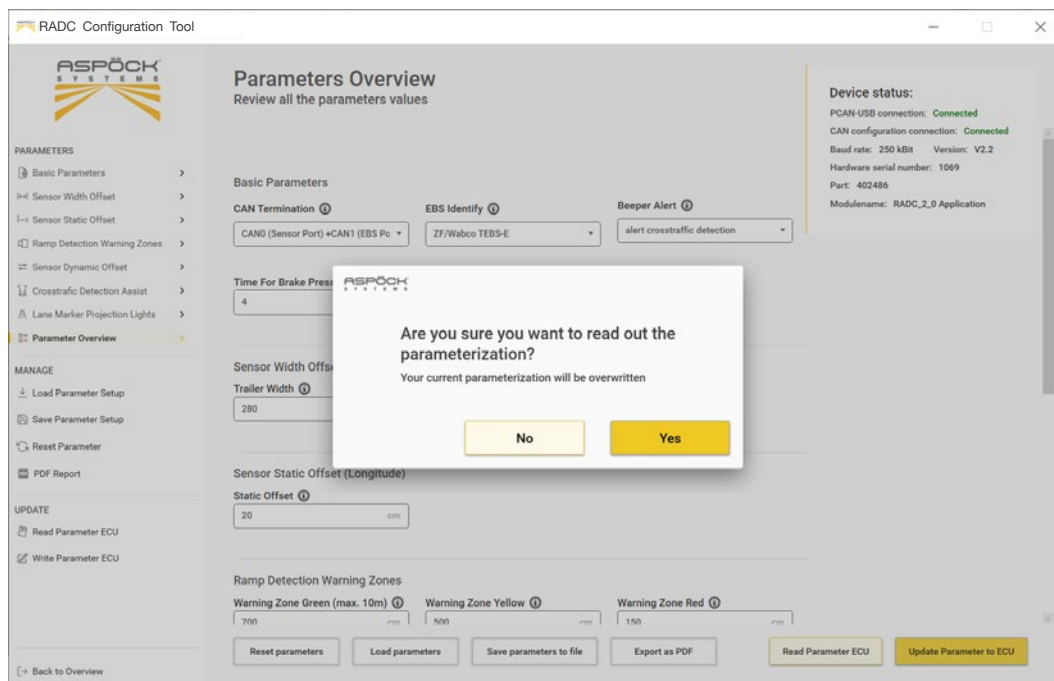 RADC Configuration Tool
ASPÖCK
SYSTEMS
PARAMETERS
Basic Parameters
Sensor Width Offset
Sensor Static Offset
Ramp Detection Warning Zones
Sensor Dynamic Offset
Crosstrafic Detection Assist
Lane Marker Projection Lights
Parameter Overview
MANAGE
Load Parameter Setup
Save Parameter Setup
Reset Parameter
PDF Report
UPDATE
Read Parameter ECU
Write Parameter ECU
Back to Overview
Parameters Overview
Review all the parameters values
Basic Parameters
CAN Termination
EBS Identify
Beeper Alert
CAN0 (Sensor Port) +CAN1 (EBS Pc
ZF/Wabco TEBS-E
alert crosstraffic detection
Time For Brake Press
4
Sensor Width Offs
Trailer Width
280
Sensor Static Offset (Longitude)
Static Offset
20 cm
Ramp Detection Warning Zones
Warning Zone Green (max. 10m)
Warning Zone Yellow
Warning Zone Red
700 cm
500 cm
150 cm
Reset parameters
Load parameters
Save parameters to file
Export as PDF
Read Parameter ECU
Update Parameter to ECU
Device status:
PCAN-USB connection: Connected
CAN configuration connection: Connected
Baud rate: 250 kBit Version: V2.2
Hardware serial number: 1069
Part: 402486
Modulename: RADC_2_0 Application
ASPÖCK
SYSTEMS
Are you sure you want to read out the
parameterization?
Your current parameterization will be overwritten
No
Yes